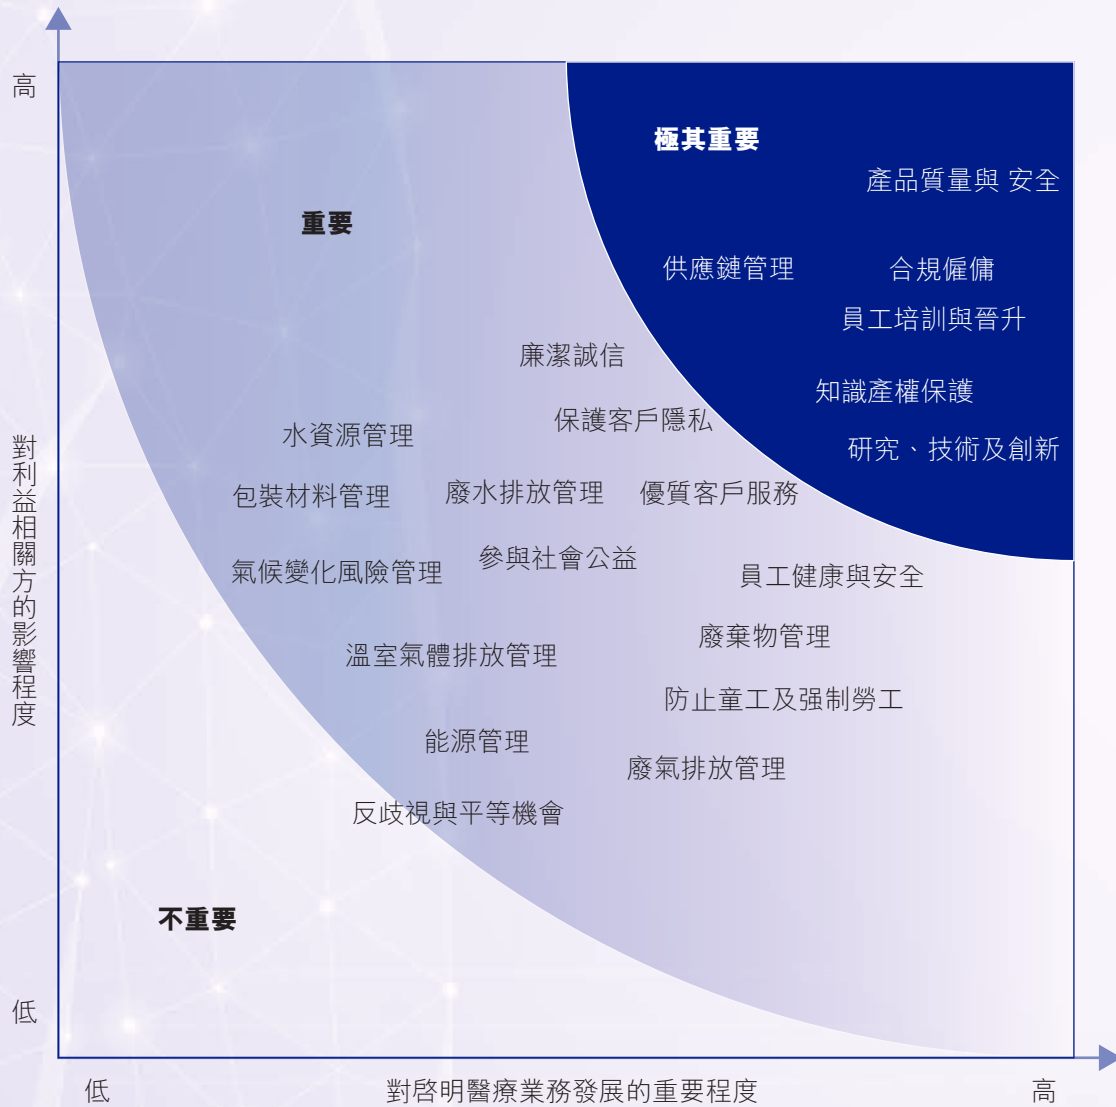 高
極其重要
產品質量與 安全
重要
供應鏈管理
合規僱傭
員工培訓與晉升
廉潔誠信
知識產權保護
保護客戶隱私
水資源管理
研究、技術及創新
包裝材料管理
廢水排放管理
優質客戶服務
參與社會公益
氣候變化風險管理
員工健康與安全
對利益相關方的影響程度
廢棄物管理
溫室氣體排放管理
防止童工及强制勞工
能源管理
廢氣排放管理
反歧視與平等機會
不重要
低
低
對啓明醫療業務發展的重要程度
高